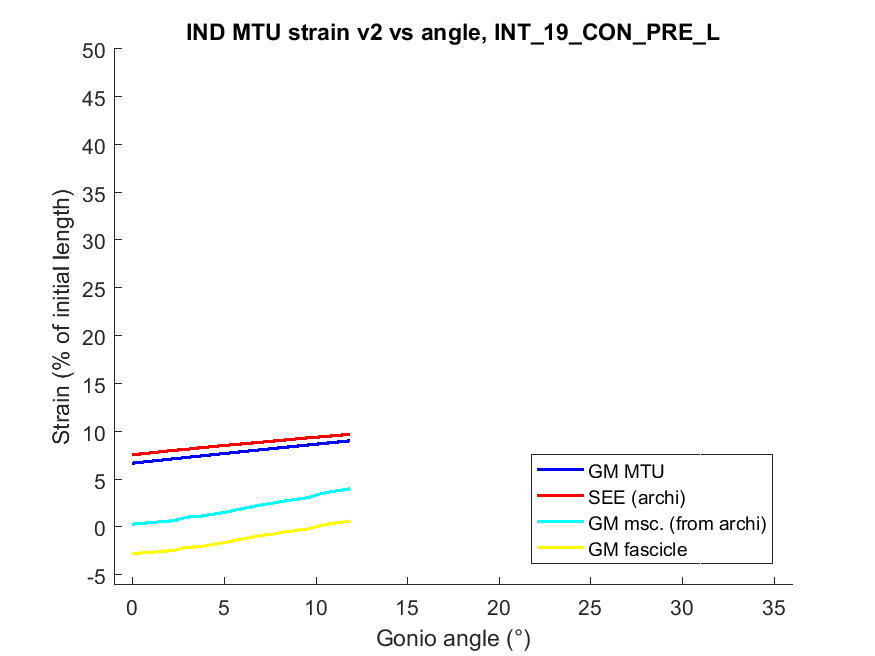 IND MTU strain v2 vs angle, INT_19_CON_PRE_L
50
45
40
35
30
25
20
15
10
5
0
-5
Strain (% of initial length)
GM MTU
SEE (archi)
GM msc. (from archi)
GM fascicle
0 5 10 15 20 25 30 35
Gonio angle (°)